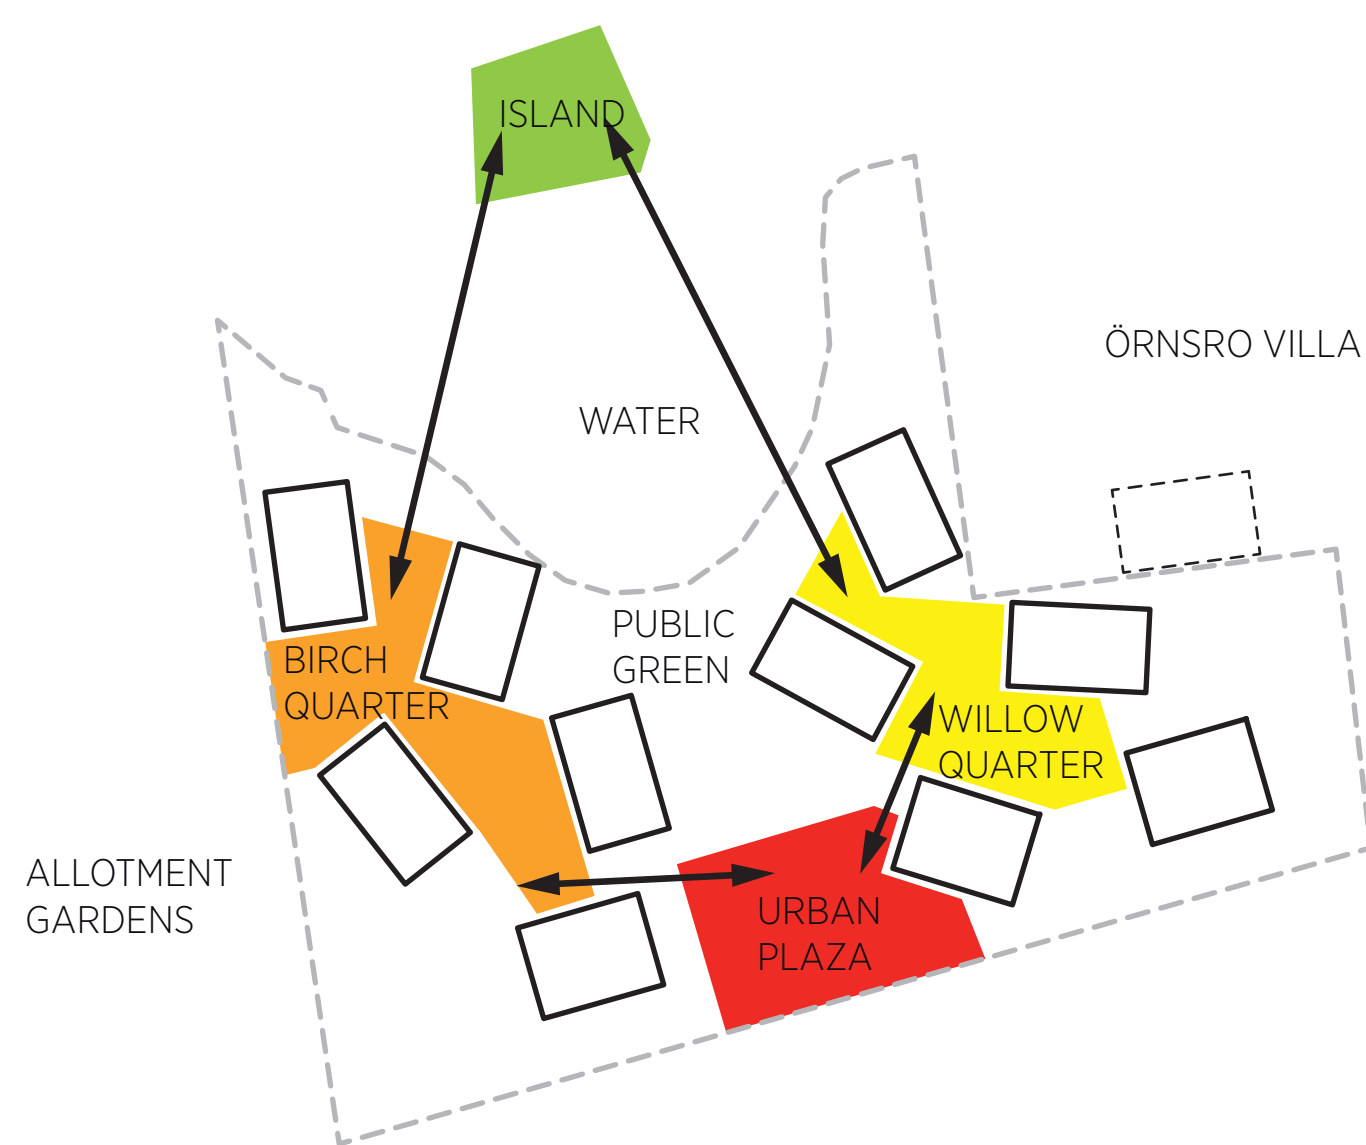 ISLAND
ÖRNSRO VILLA
WATER
PUBLIC
GREEN
BIRCH
QUARTER
WILLOW
QUARTER
ALLOTMENT
GARDENS
URBAN
PLAZA